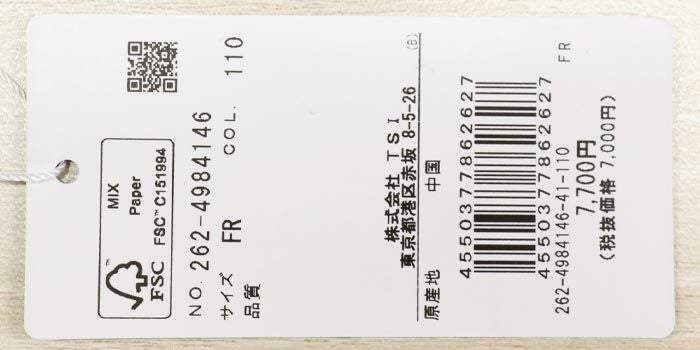 MIX
Paper
FSC™ C151994
FSC
NO. 262-4984146
サイズ FR COL. 110
品質
株式会社 TSI
東京都港区赤坂 8-5-26 (B)
原産地 中国
4550377862627
4550377862627
262-4984146-41-110 FR
7,700円
(税抜価格 7,000円)